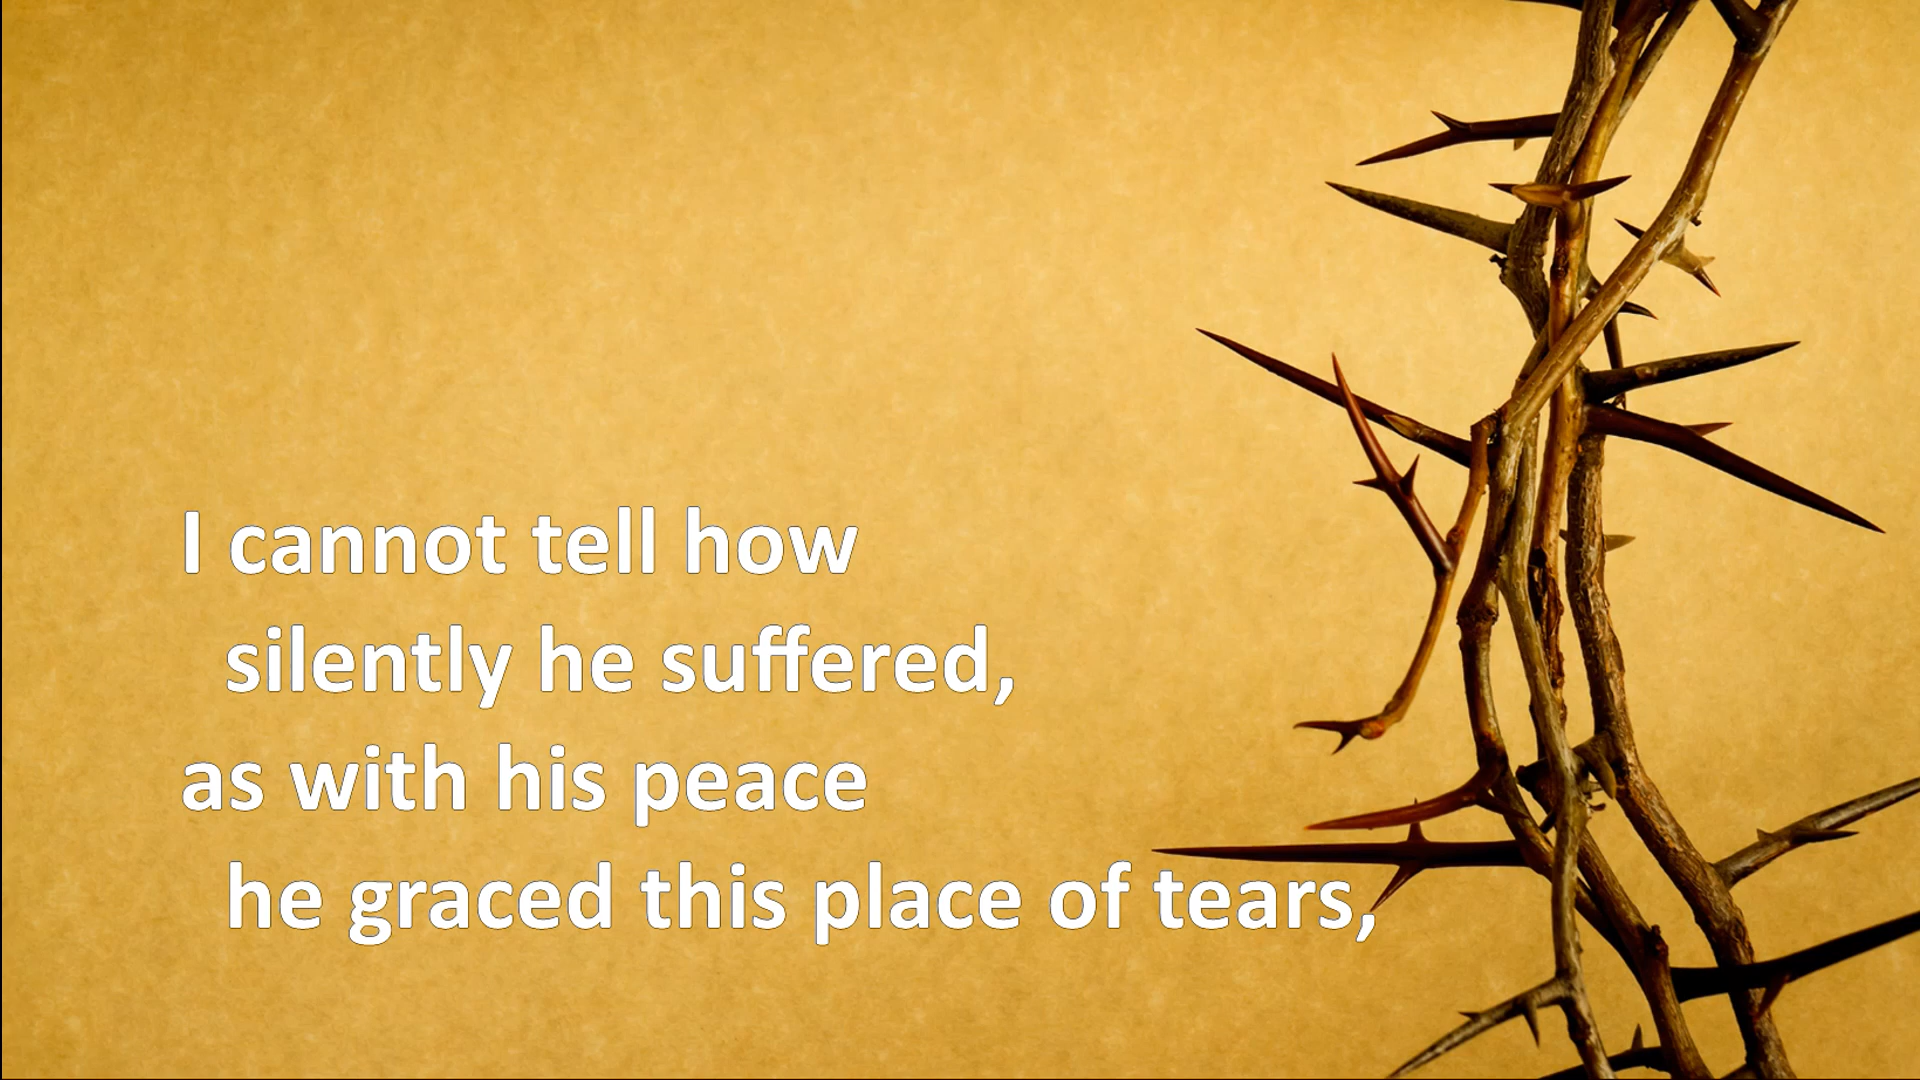 I cannot tell how
silently he suffered,
as with his peace
he graced this place of tears,